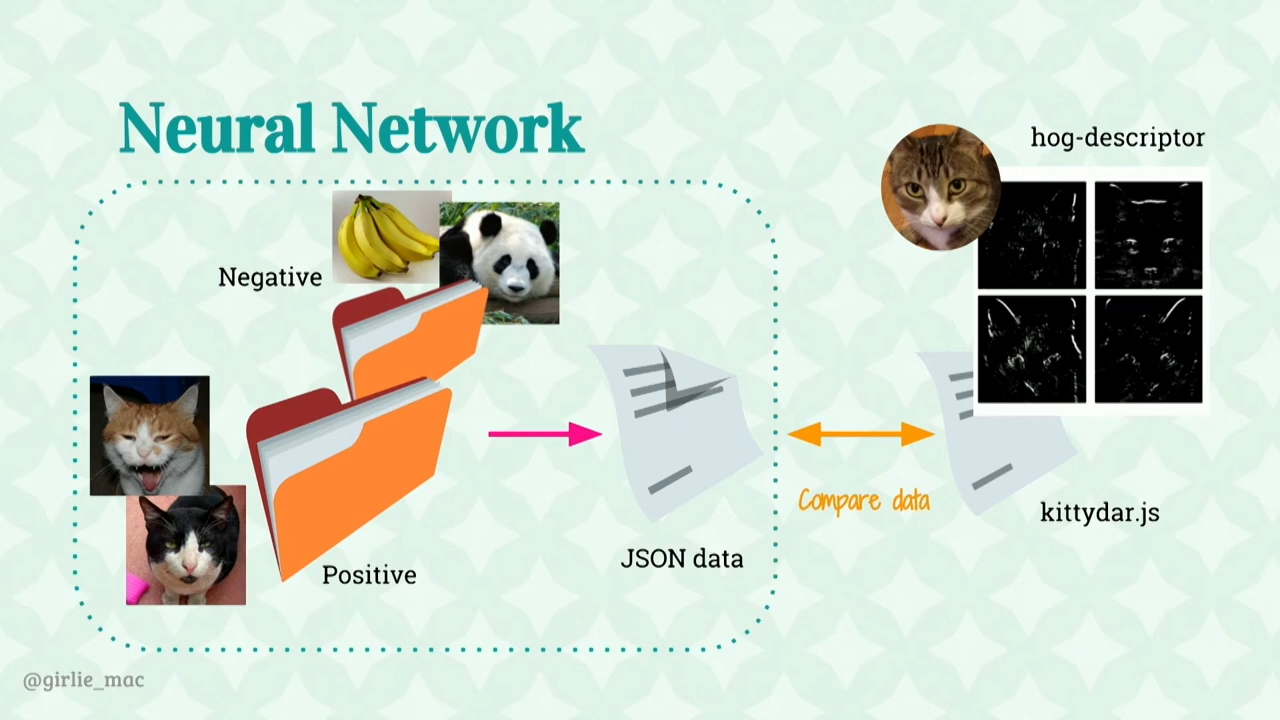 Neural Network
hog-descriptor
Negative
Compare data
kittydar.js
JSON data
Positive
@girlie_mac